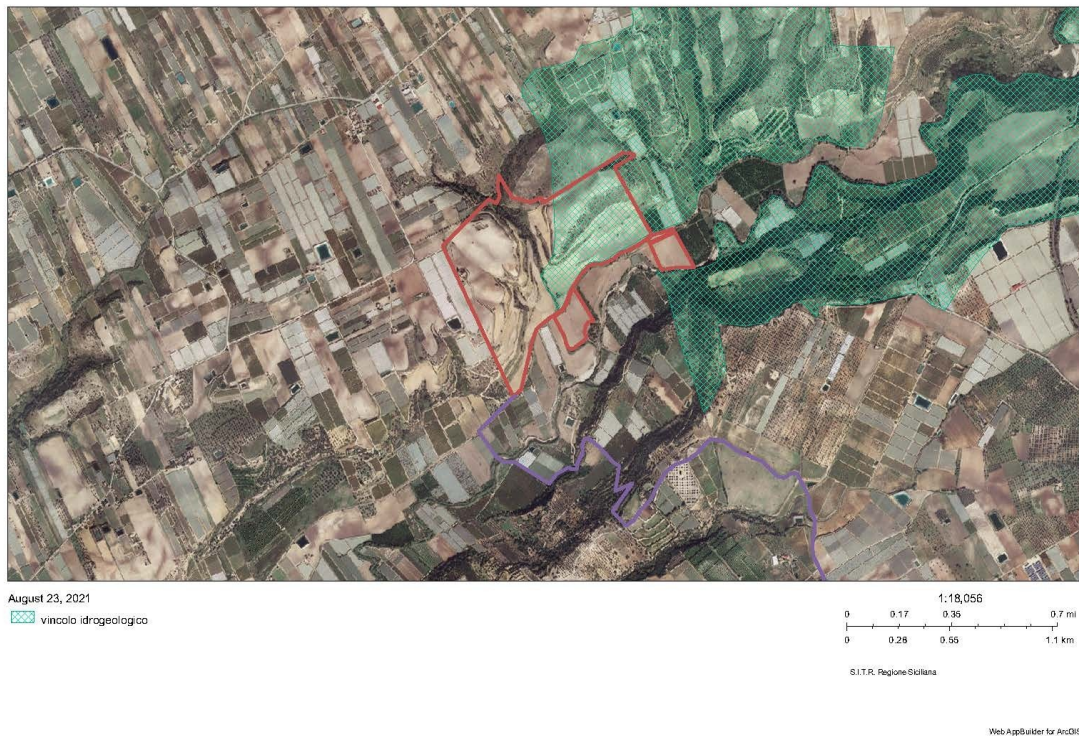 August 23, 2021
vincolo idrogeologico
1:18,056
0 0.17 0.35 0.7 mi
0 0.28 0.55 1.1 km
S.I.T.R. Regione Siciliana
Web AppBuilder for ArcGIS